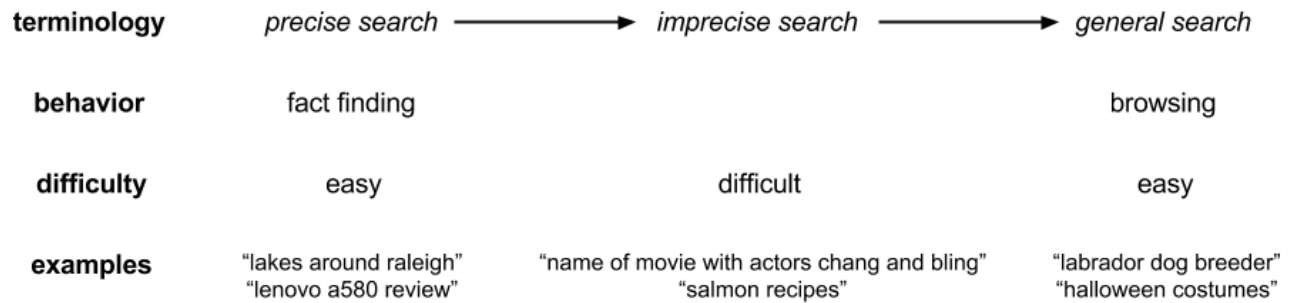 terminology precise search imprecise search general search
behavior fact finding browsing
difficulty easy difficult easy
examples “lakes around raleigh” “name of movie with actors chang and bling” “labrador dog breeder”
“lenovo a580 review” “salmon recipes” “halloween costumes”